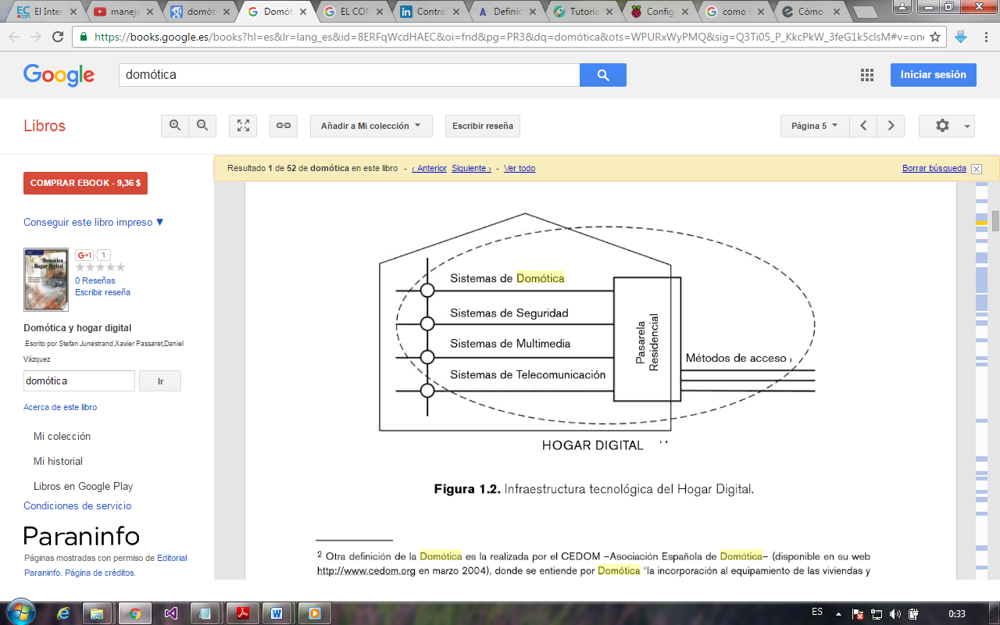 El Inter
manejo
domót
Domót
EL CON
Contro
Definic
Tutoria
Config
como s
Cómo
https://books.google.es/books?hl=es&lr=lang_es&id=8ERFqWcdHAEC&oi=fnd&pg=PR3&dq=domótica&ots=WPURxWyPMQ&sig=Q3Ti05_P_KkcPkW_3feG1k5clsM#v=one
Google
domótica
Iniciar sesión
Libros
Añadir a Mi colección
Escribir reseña
Página 5
Resultado 1 de 52 de domótica en este libro - ‹ Anterior Siguiente › - Ver todo
Borrar búsqueda
COMPRAR EBOOK - 9,36 $
Conseguir este libro impreso ▼
G+1 1
0 Reseñas
Escribir reseña
Domótica y hogar digital
Escrito por Stefan Junestrand,Xavier Passaret,Daniel
Vázquez
domótica
Ir
Acerca de este libro
Mi colección
Mi historial
Libros en Google Play
Condiciones de servicio
Paraninfo
Páginas mostradas con permiso de Editorial
Paraninfo. Página de créditos.
Sistemas de Domótica
Sistemas de Seguridad
Sistemas de Multimedia
Sistemas de Telecomunicación
Pasarela
Residencial
Métodos de acceso
HOGAR DIGITAL
Figura 1.2. Infraestructura tecnológica del Hogar Digital.
2 Otra definición de la Domótica es la realizada por el CEDOM –Asociación Española de Domótica– (disponible en su web
http://www.cedom.org en marzo 2004), donde se entiende por Domótica "la incorporación al equipamiento de las viviendas y
ES
0:33